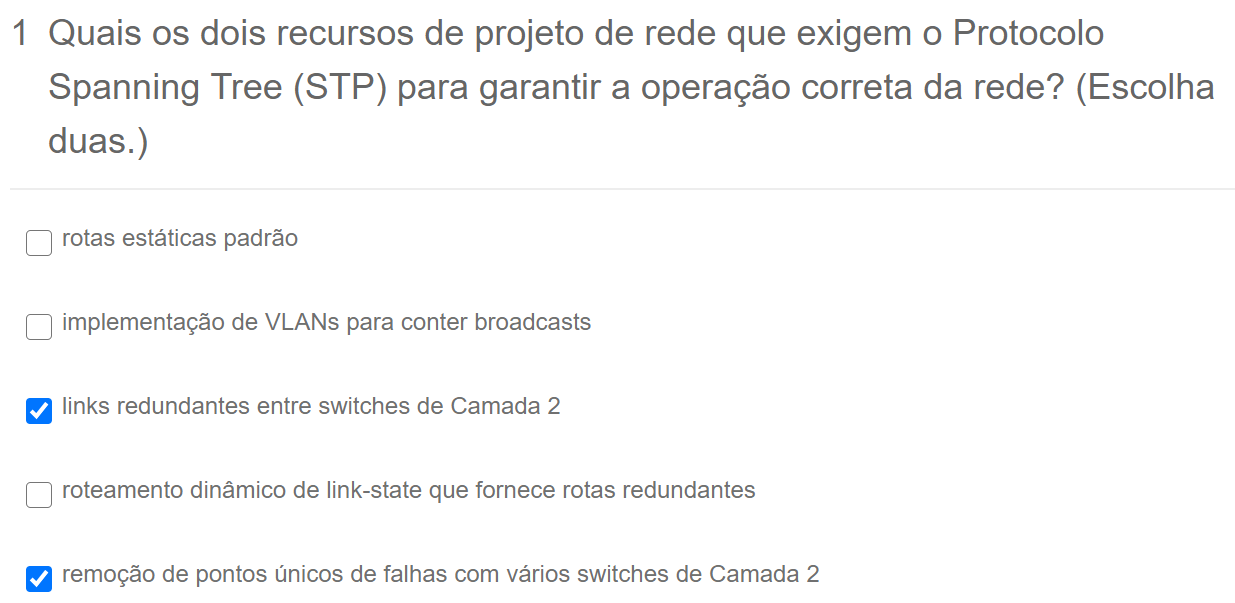 1 Quais os dois recursos de projeto de rede que exigem o Protocolo
Spanning Tree (STP) para garantir a operação correta da rede? (Escolha
duas.)
rotas estáticas padrão
implementação de VLANs para conter broadcasts
links redundantes entre switches de Camada 2
roteamento dinâmico de link-state que fornece rotas redundantes
remoção de pontos únicos de falhas com vários switches de Camada 2